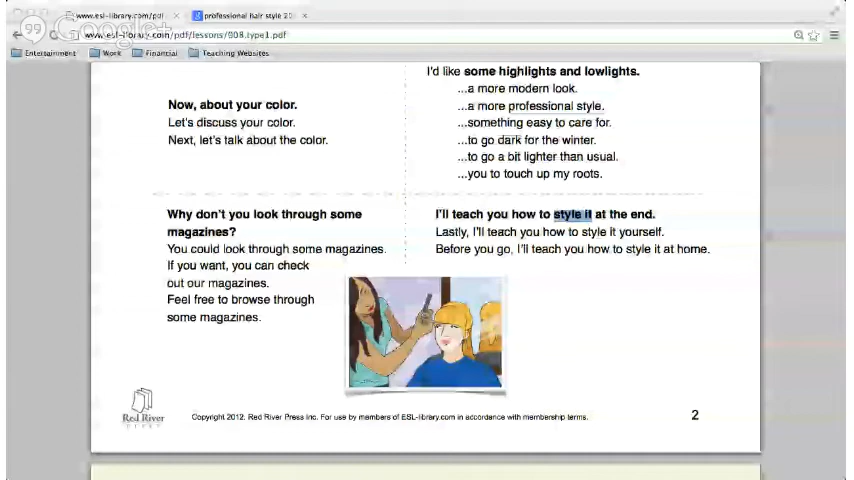 www.esl-library.com/pdf
professional hair style 20
Google+
www.esl-library.com/pdf/lessons/908.type1.pdf
Entertainment
Work
Financial
Teaching Websites
I'd like some highlights and lowlights.
...a more modern look.
...a more professional style.
...something easy to care for.
...to go dark for the winter.
...to go a bit lighter than usual.
...you to touch up my roots.
Now, about your color.
Let's discuss your color.
Next, let's talk about the color.
Why don't you look through some
magazines?
You could look through some magazines.
If you want, you can check
out our magazines.
Feel free to browse through
some magazines.
I'll teach you how to style it at the end.
Lastly, I'll teach you how to style it yourself.
Before you go, I'll teach you how to style it at home.
Red River
PRESS
Copyright 2012. Red River Press Inc. For use by members of ESL-library.com in accordance with membership terms.
2